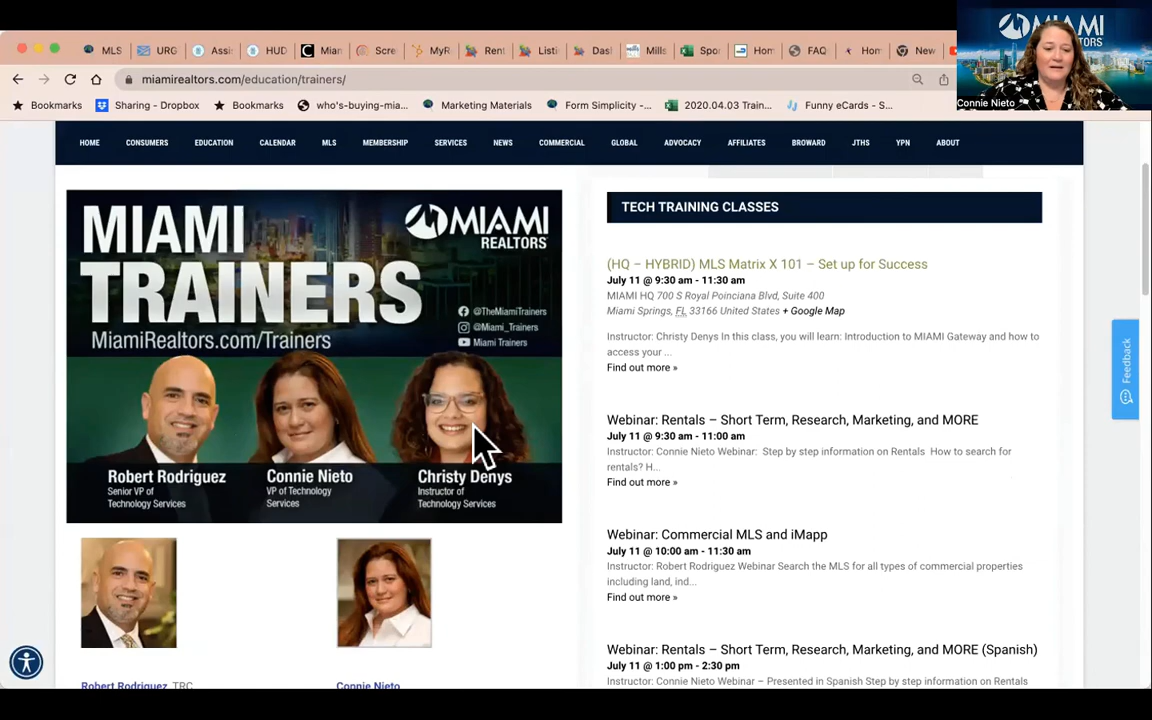 MIAMI
REALTORS
Connie Nieto
MLS
URG
Assis
HUD
Mian
Scre
MyR
Rent
Listi
Dasl
Mills
Spo
Hom
FAQ
Hom
New
miamirealtors.com/education/trainers/
Bookmarks
Sharing - Dropbox
Bookmarks
who's-buying-mia...
Marketing Materials
Form Simplicity -...
2020.04.03 Train...
Funny eCards - S...
HOME CONSUMERS EDUCATION CALENDAR MLS MEMBERSHIP SERVICES NEWS COMMERCIAL GLOBAL ADVOCACY AFFILIATES BROWARD JTHS YPN ABOUT
MIAMI
TRAINERS
MiamiRealtors.com/Trainers
MIAMI
REALTORS
@TheMiamiTrainers
@Miami_Trainers
Miami Trainers
Robert Rodriguez
Senior VP of
Technology Services
Connie Nieto
VP of Technology
Services
Christy Denys
Instructor of
Technology Services
Robert Rodriguez, TRC
Connie Nieto
TECH TRAINING CLASSES
(HQ – HYBRID) MLS Matrix X 101 – Set up for Success
July 11 @ 9:30 am - 11:30 am
MIAMI HQ 700 S Royal Poinciana Blvd, Suite 400
Miami Springs, FL 33166 United States + Google Map
Instructor: Christy Denys In this class, you will learn: Introduction to MIAMI Gateway and how to
access your ...
Find out more »
Webinar: Rentals – Short Term, Research, Marketing, and MORE
July 11 @ 9:30 am - 11:00 am
Instructor: Connie Nieto Webinar: Step by step information on Rentals How to search for
rentals? H...
Find out more »
Webinar: Commercial MLS and iMapp
July 11 @ 10:00 am - 11:30 am
Instructor: Robert Rodriguez Webinar Search the MLS for all types of commercial properties
including land, ind...
Find out more »
Webinar: Rentals – Short Term, Research, Marketing, and MORE (Spanish)
July 11 @ 1:00 pm - 2:30 pm
Instructor: Connie Nieto Webinar – Presented in Spanish Step by step information on Rentals
Feedback